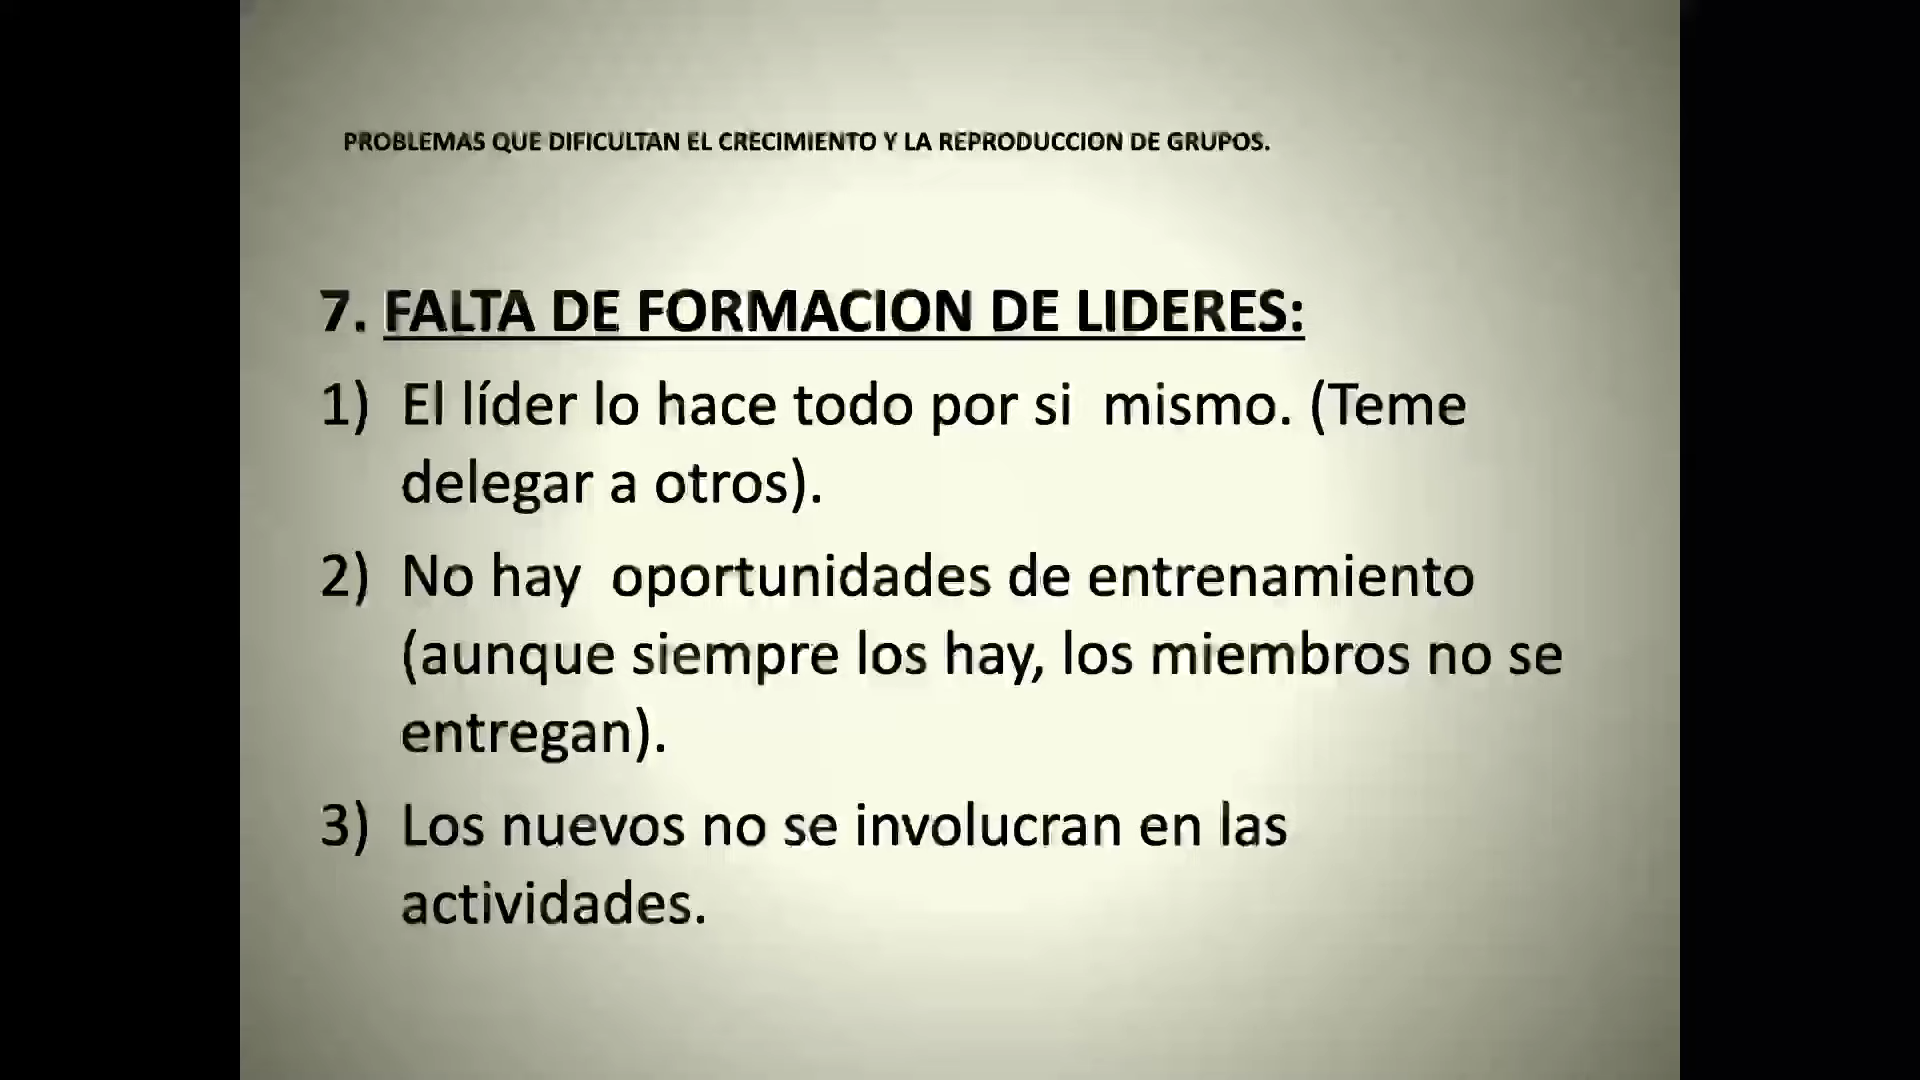 PROBLEMAS QUE DIFICULTAN EL CRECIMIENTO Y LA REPRODUCCION DE GRUPOS.
7. FALTA DE FORMACION DE LIDERES:
1) El líder lo hace todo por si  mismo. (Teme
delegar a otros).
2) No hay  oportunidades de entrenamiento
(aunque siempre los hay, los miembros no se
entregan).
3) Los nuevos no se involucran en las
actividades.